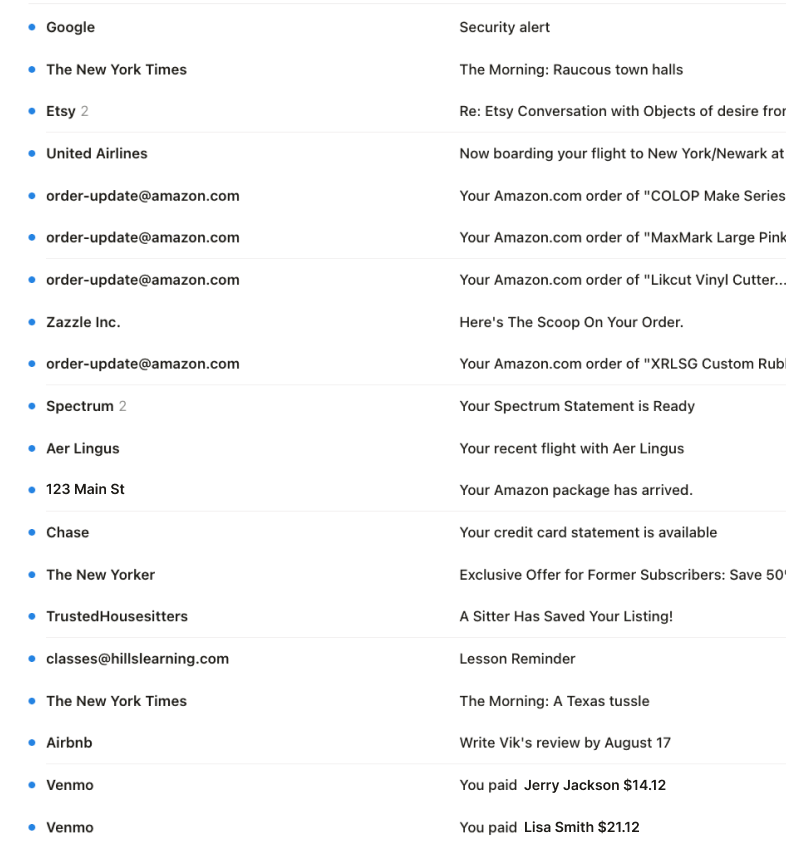 Google Security alert
The New York Times The Morning: Raucous town halls
Etsy 2 Re: Etsy Conversation with Objects of desire
United Airlines Now boarding your flight to New York/Newark at
order-update@amazon.com Your Amazon.com order of "COLOP Make Series
order-update@amazon.com Your Amazon.com order of "MaxMark Large Pink
order-update@amazon.com Your Amazon.com order of "Likcut Vinyl Cutter...
Zazzle Inc. Here's The Scoop On Your Order.
order-update@amazon.com Your Amazon.com order of "XRLSG Custom
Spectrum 2 Your Spectrum Statement is Ready
Aer Lingus Your recent flight with Aer Lingus
123 Main St Your Amazon package has arrived.
Chase Your credit card statement is available
The New Yorker Exclusive Offer for Former Subscribers: Save 50
TrustedHousesitters A Sitter Has Saved Your Listing!
classes@hillslearning.com Lesson Reminder
The New York Times The Morning: A Texas tussle
Airbnb Write Vik's review by August 17
Venmo You paid Jerry Jackson $14.12
Venmo You paid Lisa Smith $21.12